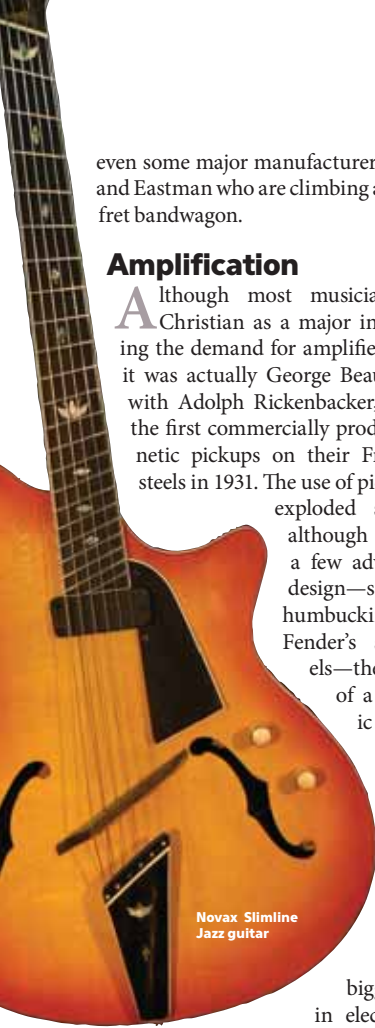 even some major manufacturer
and Eastman who are climbing a
fret bandwagon.
Amplification
Although most musicia
Christian as a major in
ing the demand for amplifie
it was actually George Beau
with Adolph Rickenbacker,
the first commercially prod
netic pickups on their Fr
steels in 1931. The use of pi
exploded
although
a few adv
design—s
humbucki
Fender's
els—the
of a
ic
Novax Slimline
Jazz guitar
big
in elec